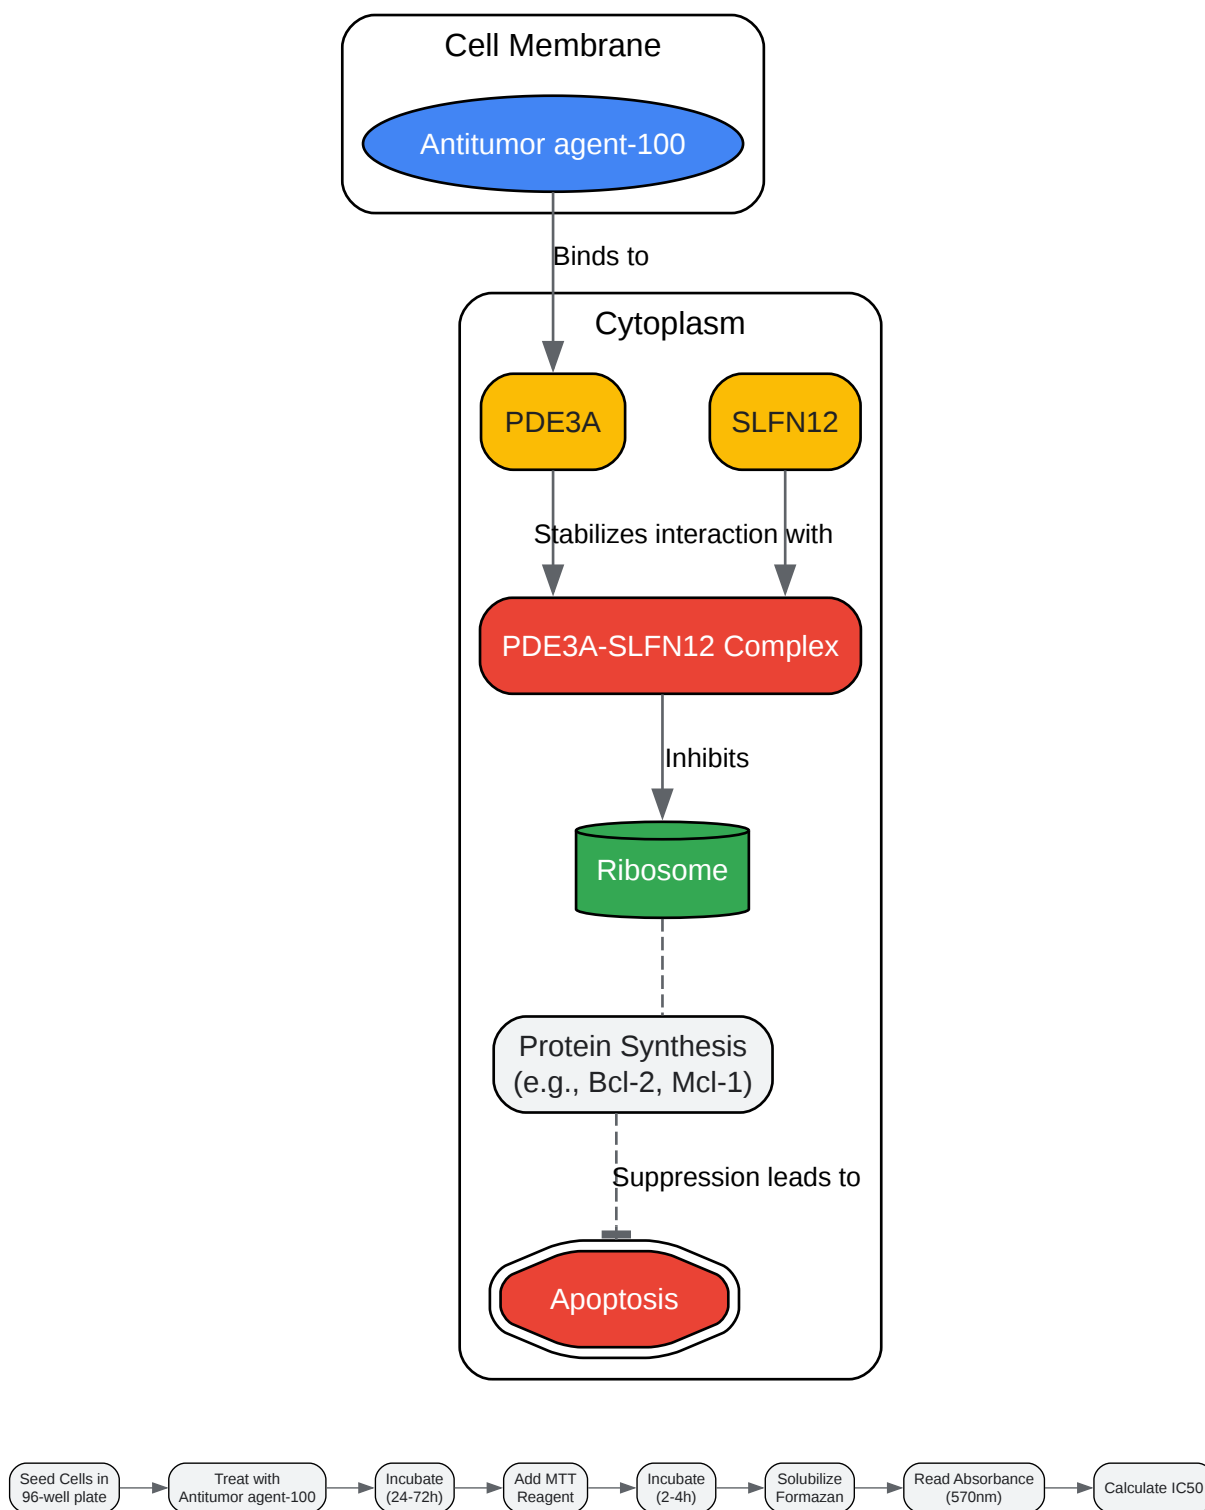 Cell Membrane
Antitumor agent-100
Binds to
Cytoplasm
PDE3A
SLFN12
Stabilizes interaction with
PDE3A-SLFN12 Complex
Inhibits
Ribosome
Protein Synthesis
(e.g., Bcl-2, Mcl-1)
Suppression leads to
Apoptosis
Seed Cells in
96-well plate
Treat with
Antitumor agent-100
Incubate
(24-72h)
Add MTT
Reagent
Incubate
(2-4h)
Solubilize
Formazan
Read Absorbance
(570nm)
Calculate IC50